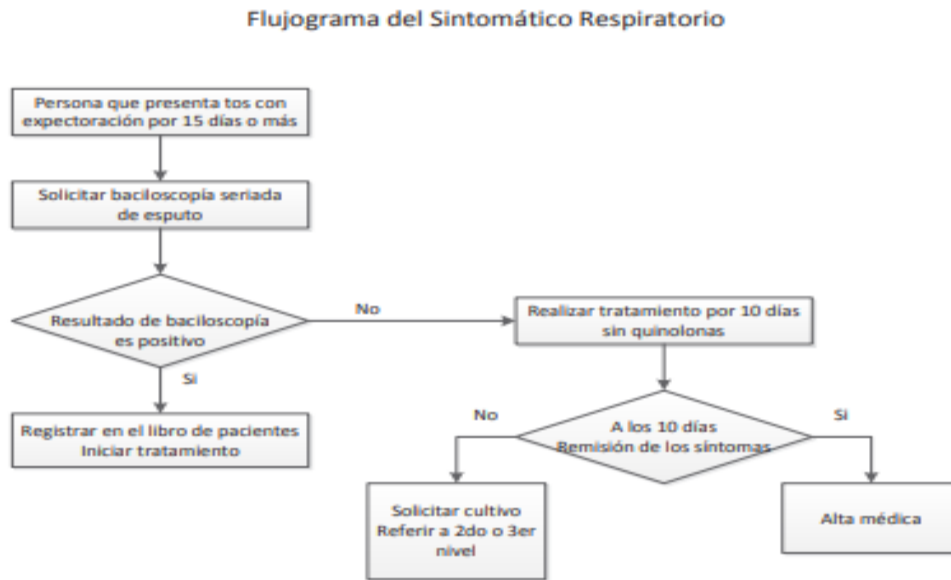 Flujograma del Sintomático Respiratorio
Persona que presenta tos con
expectoración por 15 días o más
Solicitar baciloscopía seriada
de esputo
Resultado de baciloscopía
es positivo
No
Realizar tratamiento por 10 días
sin quinolonas
Si
Registrar en el libro de pacientes
Iniciar tratamiento
No
A los 10 días
Remisión de los síntomas
Si
Solicitar cultivo
Referir a 2do o 3er
nivel
Alta médica